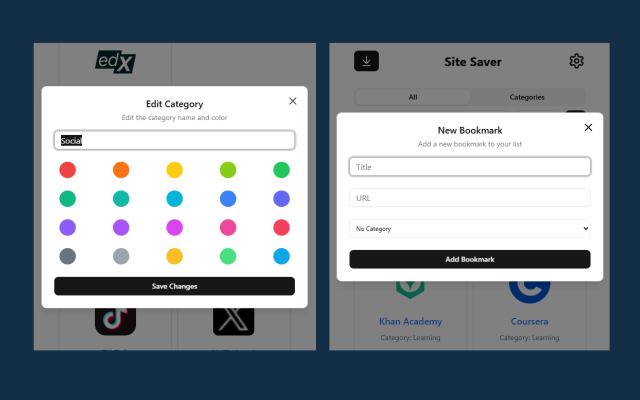 edX
Edit Category
Edit the category name and color
Social
Save Changes
Site Saver
All
Categories
New Bookmark
Add a new bookmark to your list
Title
URL
No Category
Add Bookmark
Khan Academy
Coursera
Category: Learning
Category: Learning